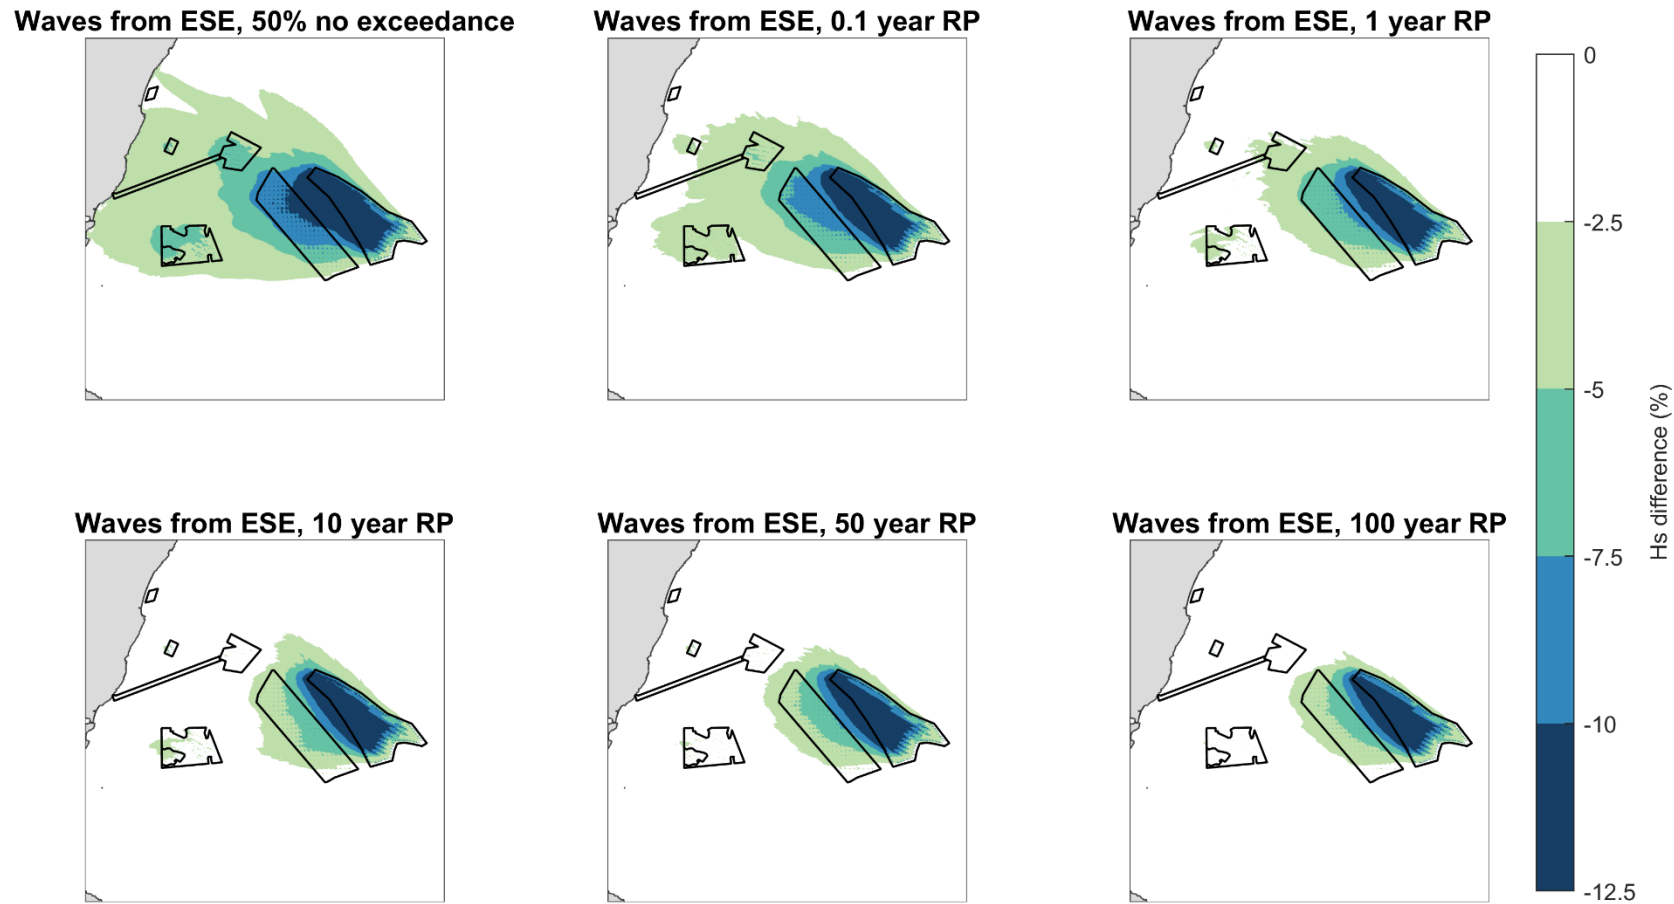 Waves from ESE, 50% no exceedance
Waves from ESE, 0.1 year RP
Waves from ESE, 1 year RP
0
-2.5
-5
-7.5
-10
-12.5
Hs difference (%)
Waves from ESE, 10 year RP
Waves from ESE, 50 year RP
Waves from ESE, 100 year RP